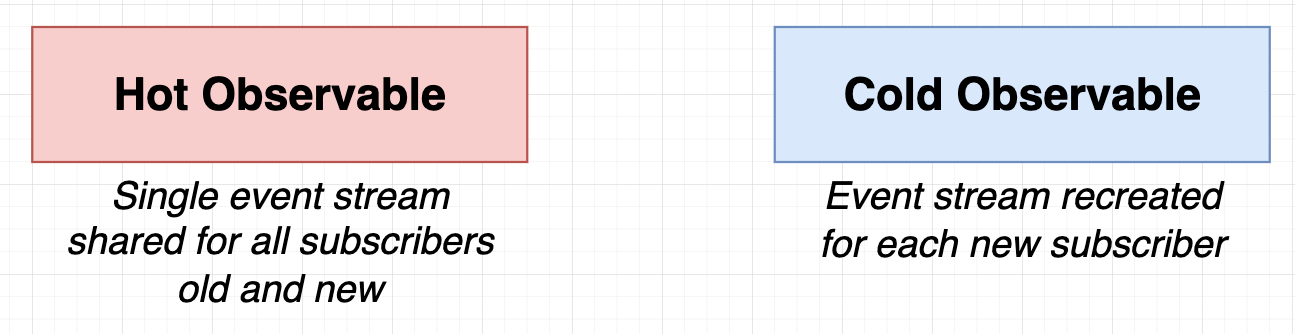 Hot Observable
Single event stream
shared for all subscribers
old and new
Cold Observable
Event stream recreated
for each new subscriber